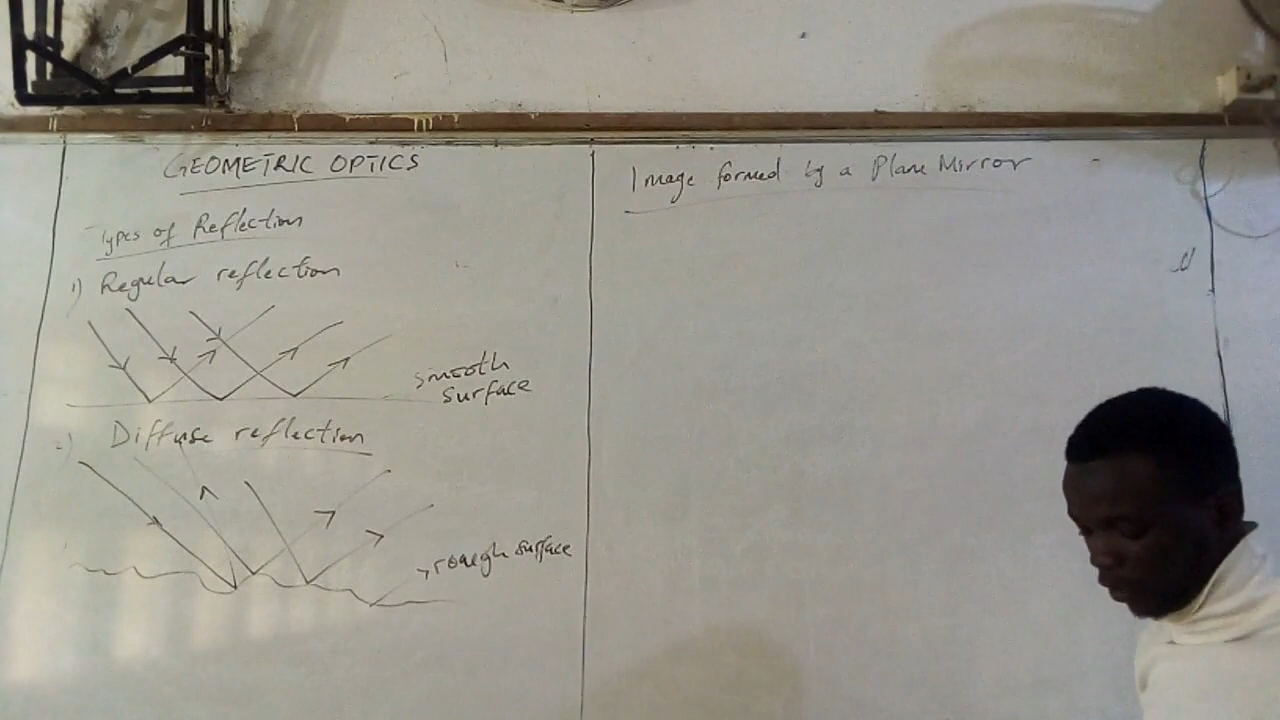 GEOMETRIC OPTICS
Types of Reflection
1) Regular reflection
smooth
surface
2) Diffuse reflection
rough surface
Image formed by a Plane Mirror